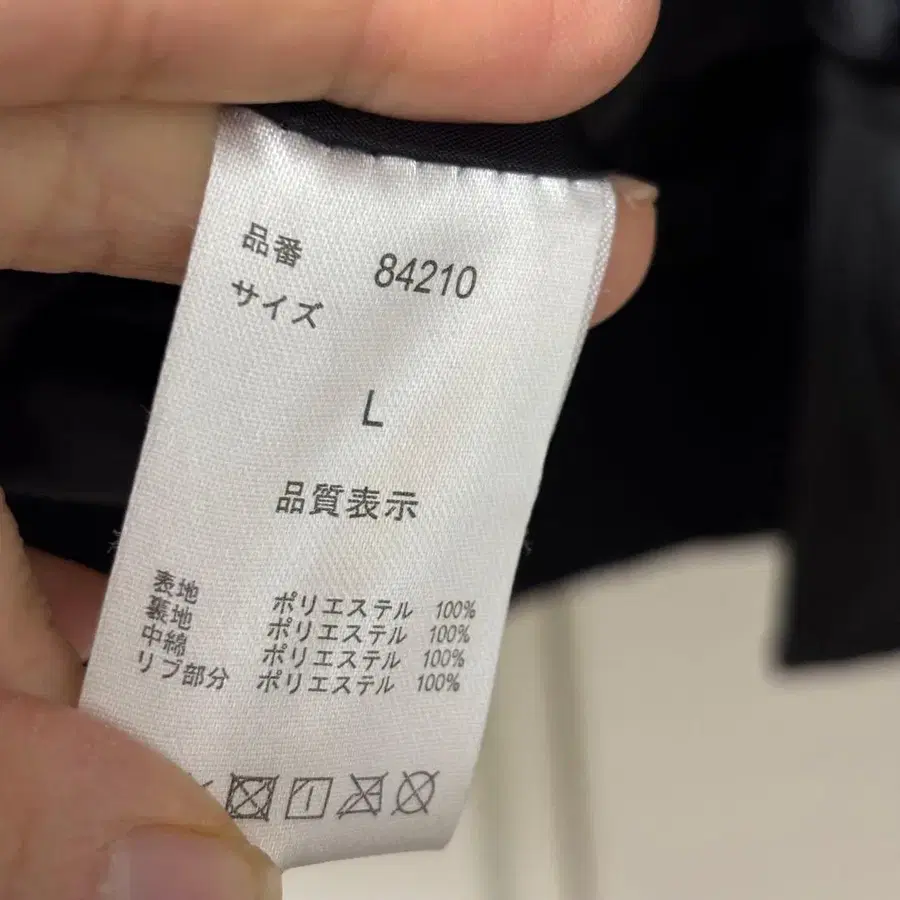 品番 84210
サイズ
L
品質表示
表地 ポリエステル 100%
裏地 ポリエステル 100%
中綿 ポリエステル 100%
リブ部分 ポリエステル 100%